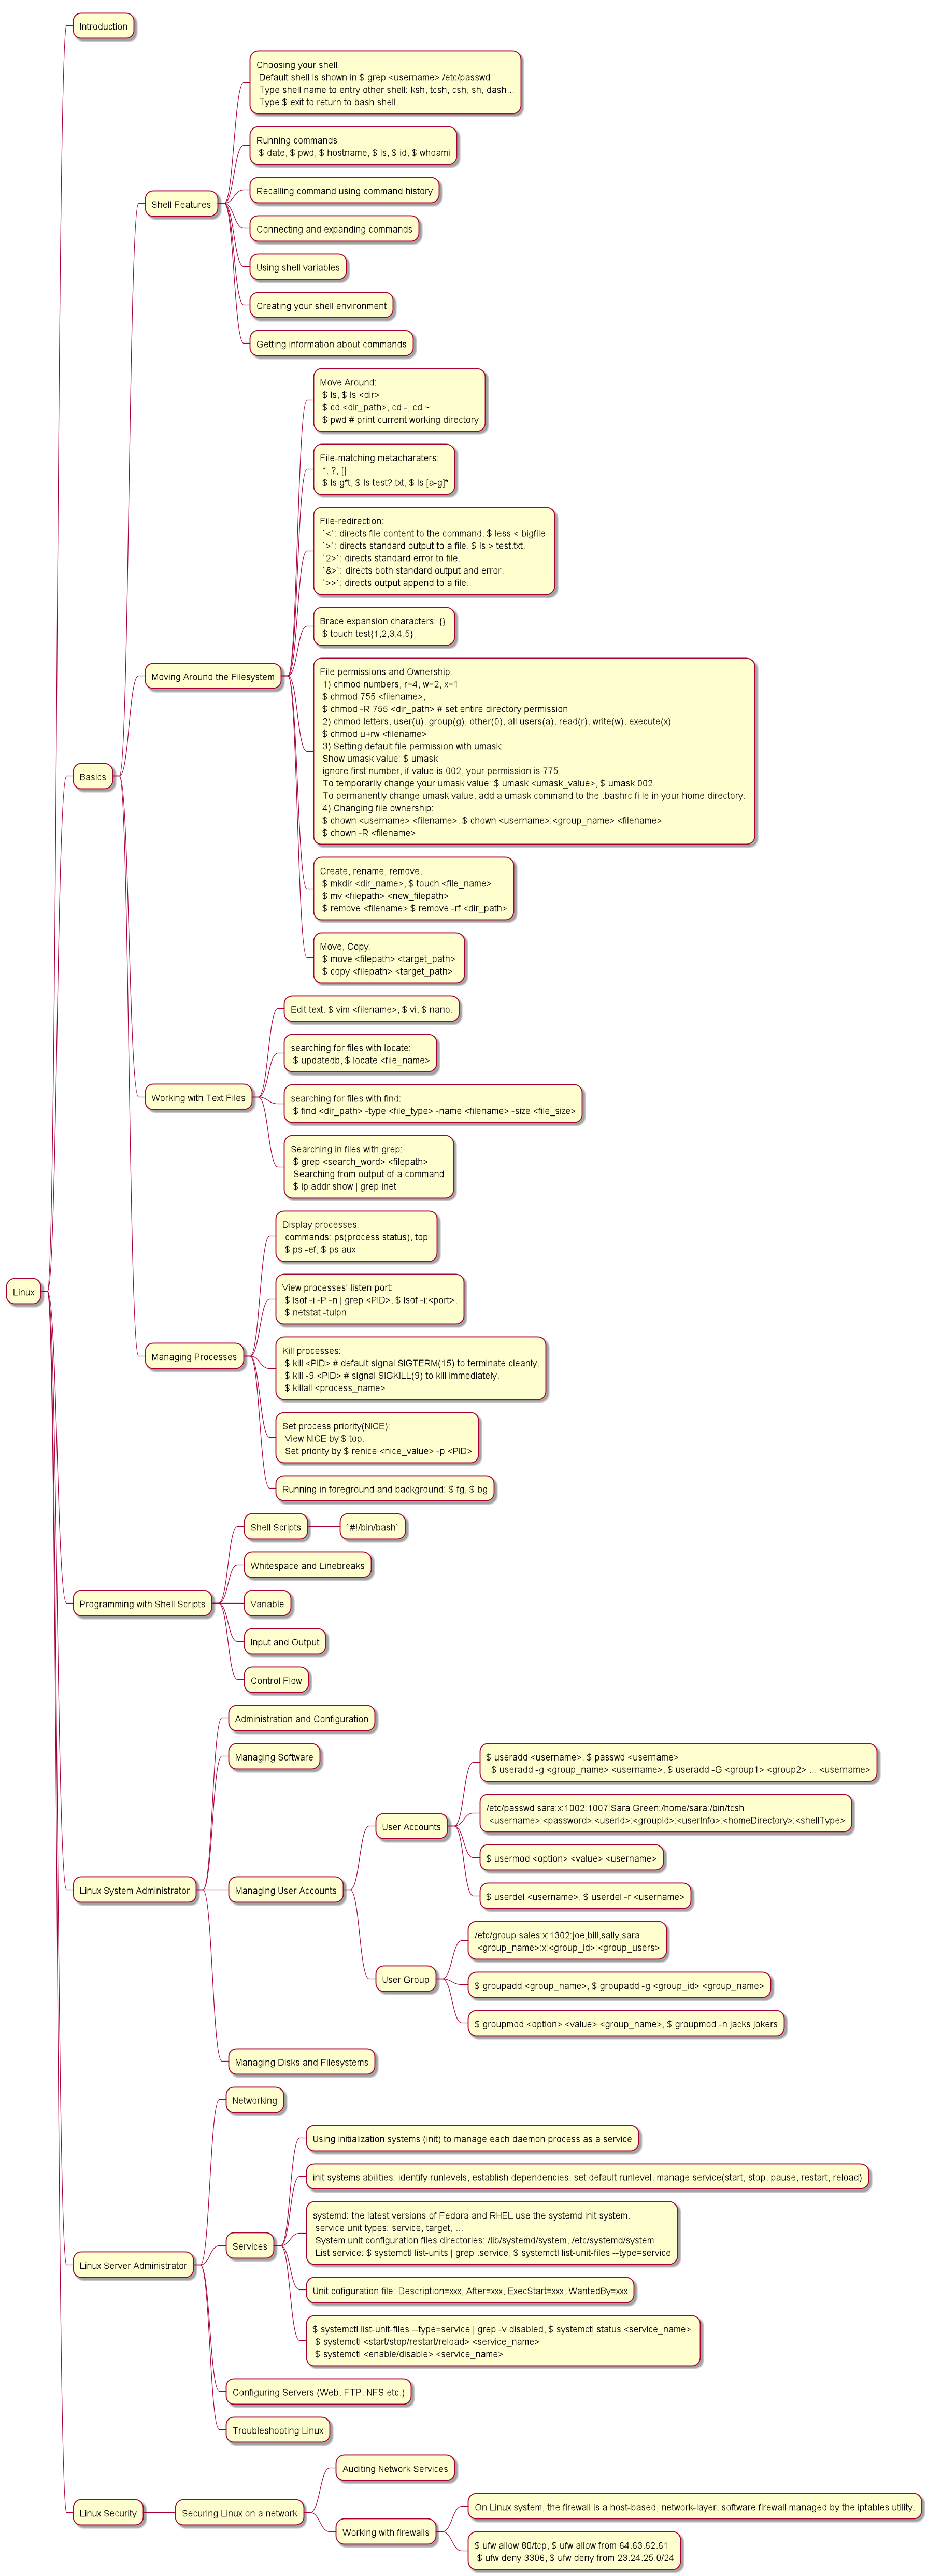 Introduction
Choosing your shell.
Default shell is shown in $ grep <username> /etc/passwd
Type shell name to entry other shell: ksh, tcsh, csh, sh, dash...
Type $ exit to return to bash shell.
Running commands
$ date, $ pwd, $ hostname, $ ls, $ id, $ whoami
Shell Features
Recalling command using command history
Connecting and expanding commands
Using shell variables
Creating your shell environment
Getting information about commands
Move Around:
$ ls, $ ls <dir>
$ cd <dir_path>, cd -, cd ~
$ pwd # print current working directory
File-matching metacharaters:
*, ?, []
$ ls g*t, $ ls test?.txt, $ ls [a-g]*
File-redirection:
`<`: directs file content to the command. $ less < bigfile
`>`: directs standard output to a file. $ ls > test.txt.
`2>`: directs standard error to file.
`&>`: directs both standard output and error.
`>>`: directs output append to a file.
Brace expansion characters: {}
$ touch test{1,2,3,4,5}
Moving Around the Filesystem
File permissions and Ownership:
1) chmod numbers, r=4, w=2, x=1
$ chmod 755 <filename>,
$ chmod -R 755 <dir_path> # set entire directory permission
2) chmod letters, user(u), group(g), other(0), all users(a), read(r), write(w), execute(x)
$ chmod u+rw <filename>
3) Setting default file permission with umask:
Show umask value: $ umask
ignore first number, if value is 002, your permission is 775
To temporarily change your umask value: $ umask <umask_value>, $ umask 002
To permanently change umask value, add a umask command to the .bashrc fi le in your home directory.
4) Changing file ownership:
$ chown <username> <filename>, $ chown <username>:<group_name> <filename>
$ chown -R <filename>
Basics
Create, rename, remove.
$ mkdir <dir_name>, $ touch <file_name>
$ mv <filepath> <new_filepath>
$ remove <filename> $ remove -rf <dir_path>
Move, Copy.
$ move <filepath> <target_path>
$ copy <filepath> <target_path>
Edit text. $ vim <filename>, $ vi, $ nano.
searching for files with locate:
$ updatedb, $ locate <file_name>
Working with Text Files
searching for files with find:
$ find <dir_path> -type <file_type> -name <filename> -size <file_size>
Searching in files with grep:
$ grep <search_word> <filepath>
Searching from output of a command
$ ip addr show | grep inet
Display processes:
commands: ps(process status), top
$ ps -ef, $ ps aux
Linux
View processes' listen port:
$ lsof -i -P -n | grep <PID>, $ lsof -i:<port>,
$ netstat -tulpn
Managing Processes
Kill processes:
$ kill <PID> # default signal SIGTERM(15) to terminate cleanly.
$ kill -9 <PID> # signal SIGKILL(9) to kill immediately.
$ killall <process_name>
Set process priority(NICE):
View NICE by $ top.
Set priority by $ renice <nice_value> -p <PID>
Running in foreground and background: $ fg, $ bg
Shell Scripts
`#!/bin/bash`
Whitespace and Linebreaks
Programming with Shell Scripts
Variable
Input and Output
Control Flow
Administration and Configuration
Managing Software
$ useradd <username>, $ passwd <username>
$ useradd -g <group_name> <username>, $ useradd -G <group1> <group2> ... <username>
/etc/passwd sara:x:1002:1007:Sara Green:/home/sara:/bin/tcsh
<username>:<password>:<userId>:<groupId>:<userInfo>:<homeDirectory>:<shellType>
User Accounts
$ usermod <option> <value> <username>
$ userdel <username>, $ userdel -r <username>
Linux System Administrator
Managing User Accounts
/etc/group sales:x:1302:joe,bill,sally,sara
<group_name>:x:<group_id>:<group_users>
User Group
$ groupadd <group_name>, $ groupadd -g <group_id> <group_name>
$ groupmod <option> <value> <group_name>, $ groupmod -n jacks jokers
Managing Disks and Filesystems
Networking
Using initialization systems (init) to manage each daemon process as a service
init systems abilities: identify runlevels, establish dependencies, set default runlevel, manage service(start, stop, pause, restart, reload)
systemd: the latest versions of Fedora and RHEL use the systemd init system.
service unit types: service, target, ...
System unit configuration files directories: /lib/systemd/system, /etc/systemd/system
List service: $ systemctl list-units | grep .service, $ systemctl list-unit-files --type=service
Services
Linux Server Administrator
Unit cofiguration file: Description=xxx, After=xxx, ExecStart=xxx, WantedBy=xxx
$ systemctl list-unit-files --type=service | grep -v disabled, $ systemctl status <service_name>
$ systemctl <start/stop/restart/reload> <service_name>
$ systemctl <enable/disable> <service_name>
Configuring Servers (Web, FTP, NFS etc.)
Troubleshooting Linux
Auditing Network Services
Linux Security
Securing Linux on a network
On Linux system, the firewall is a host-based, network-layer, software firewall managed by the iptables utility.
Working with firewalls
$ ufw allow 80/tcp, $ ufw allow from 64.63.62.61
$ ufw deny 3306, $ ufw deny from 23.24.25.0/24